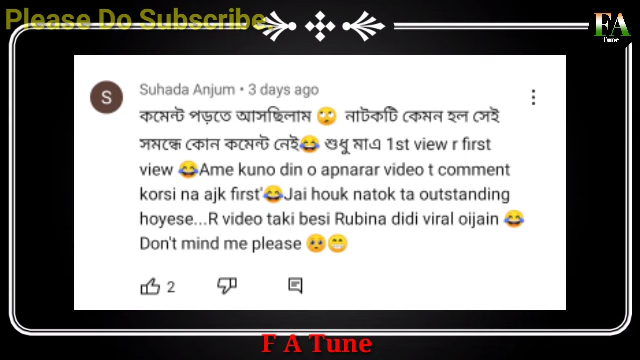 Please Do Subscribe
FA
Tune
S
Suhada Anjum • 3 days ago
কমেন্ট পড়তে আসছিলাম 🙄 নাটকটি কেমন হল সেই
সমন্ধে কোন কমেন্ট নেই😂 শুধু মাএ 1st view r first
view 😂Ame kuno din o apnarar video t comment
korsi na ajk first'😂Jai houk natok ta outstanding
hoyese...R video taki besi Rubina didi viral oijain 😂
Don't mind me please 🥺😁
2
F A Tune